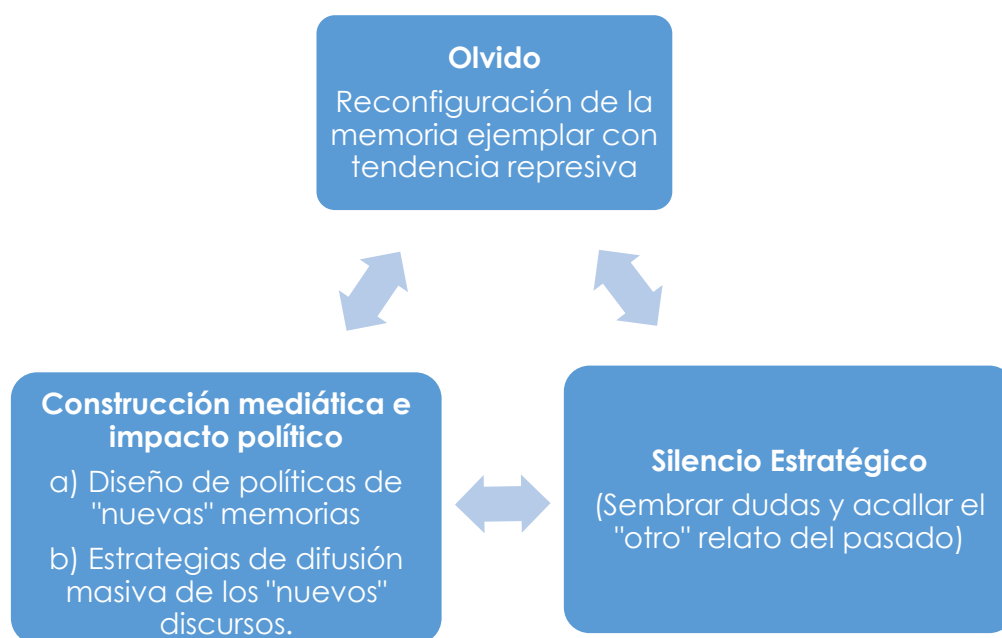 Olvido
Reconfiguración de la
memoria ejemplar con
tendencia represiva
Construcción mediática e
impacto político
a) Diseño de políticas de
"nuevas" memorias
b) Estrategias de difusión
masiva de los "nuevos"
discursos.
Silencio Estratégico
(Sembrar dudas y acallar el
"otro" relato del pasado)